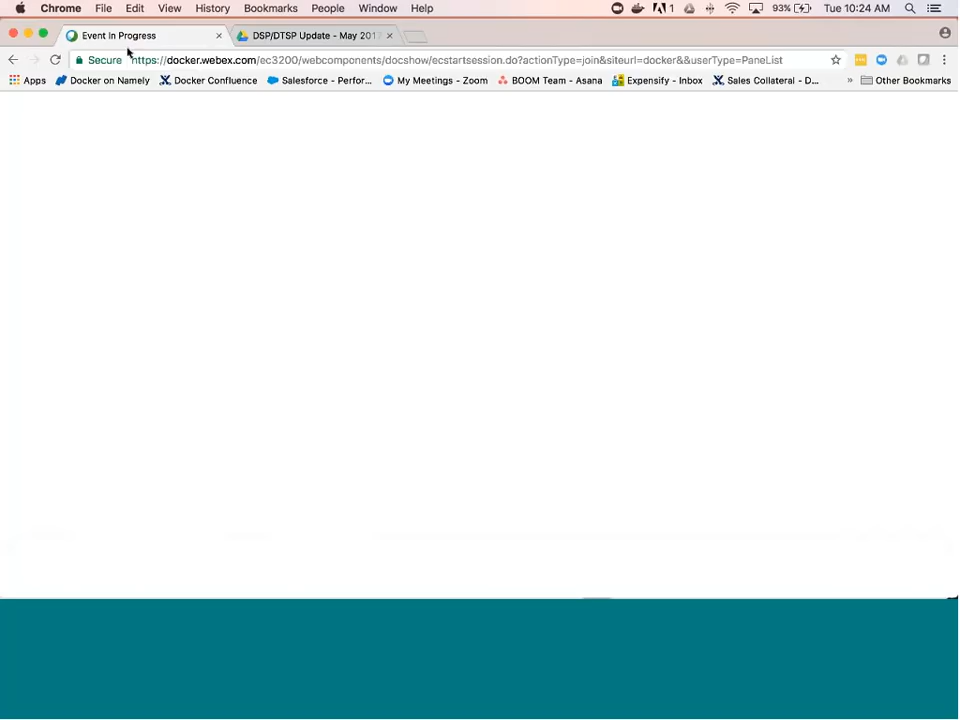 Chrome File Edit View History Bookmarks People Window Help 1 93% Tue 10:24 AM
Event in Progress DSP/DTSP Update - May 2017
Secure https://docker.webex.com/ec3200/webcomponents/docshow/ecstartsession.do?actionType=join&siteurl=docker&&userType=PaneList
Apps Docker on Namely Docker Confluence Salesforce - Perfor... My Meetings - Zoom BOOM Team - Asana Expensify - Inbox Sales Collateral - D... » Other Bookmarks